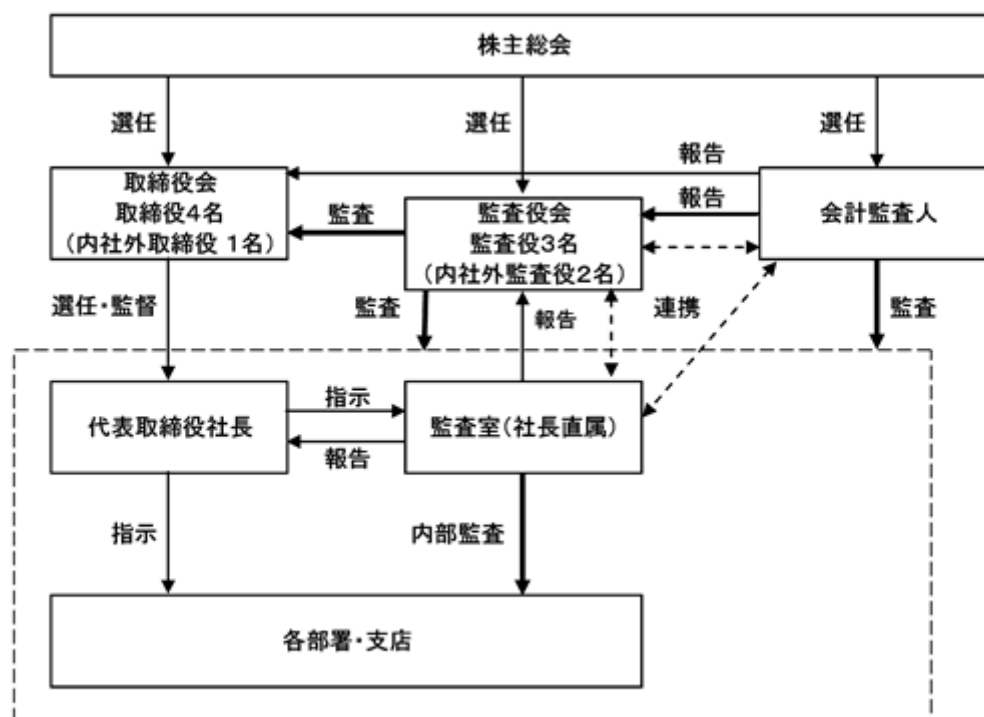 株主総会
選任
選任
選任
報告
取締役会
取締役4名
（内社外取締役 1名）
監査
監査役会
監査役3名
（内社外監査役2名）
報告
会計監査人
選任・監督
監査
報告
連携
監査
代表取締役社長
指示
報告
監査室（社長直属）
指示
内部監査
各部署・支店